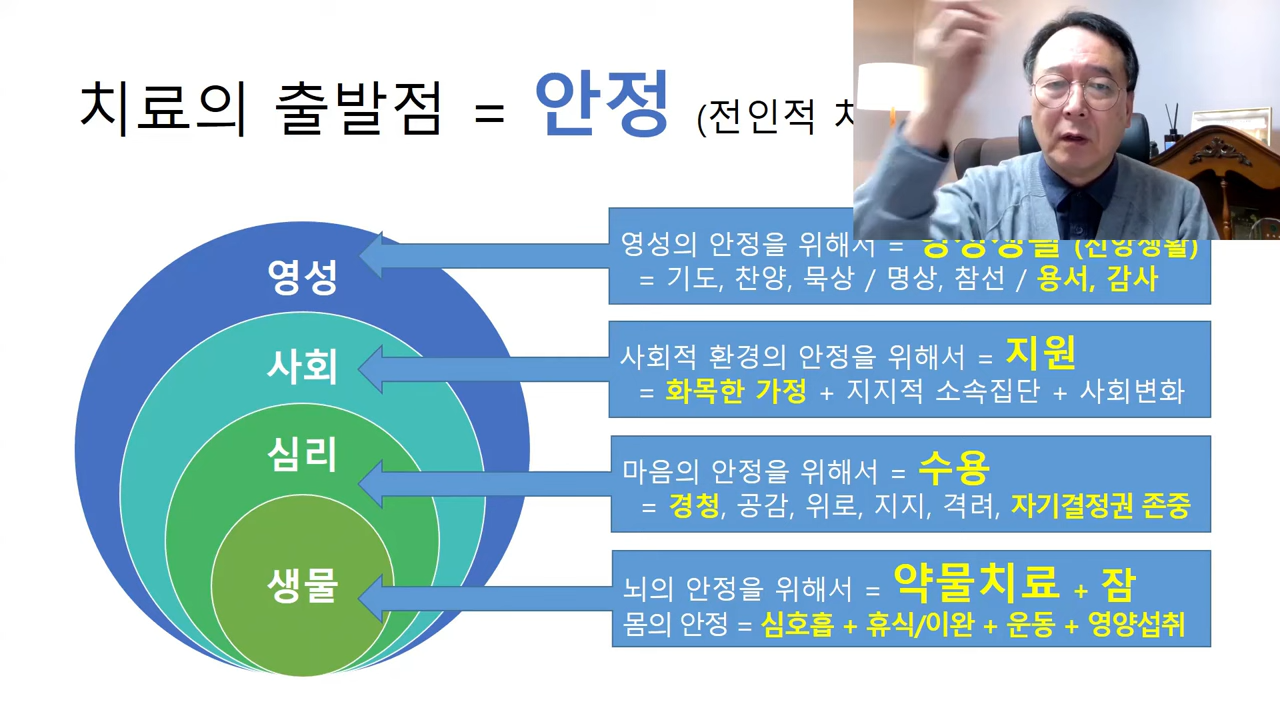 치료의 출발점 = 안정 (전인적
영성
사회
심리
생물
영성의 안정을 위해서 = (신앙생활)
= 기도, 찬양, 묵상 / 명상, 참선 / 용서, 감사
사회적 환경의 안정을 위해서 = 지원
= 화목한 가정 + 지지적 소속집단 + 사회변화
마음의 안정을 위해서 = 수용
= 경청, 공감, 위로, 지지, 격려, 자기결정권 존중
뇌의 안정을 위해서 = 약물치료 + 잠
몸의 안정 = 심호흡 + 휴식/이완 + 운동 + 영양섭취